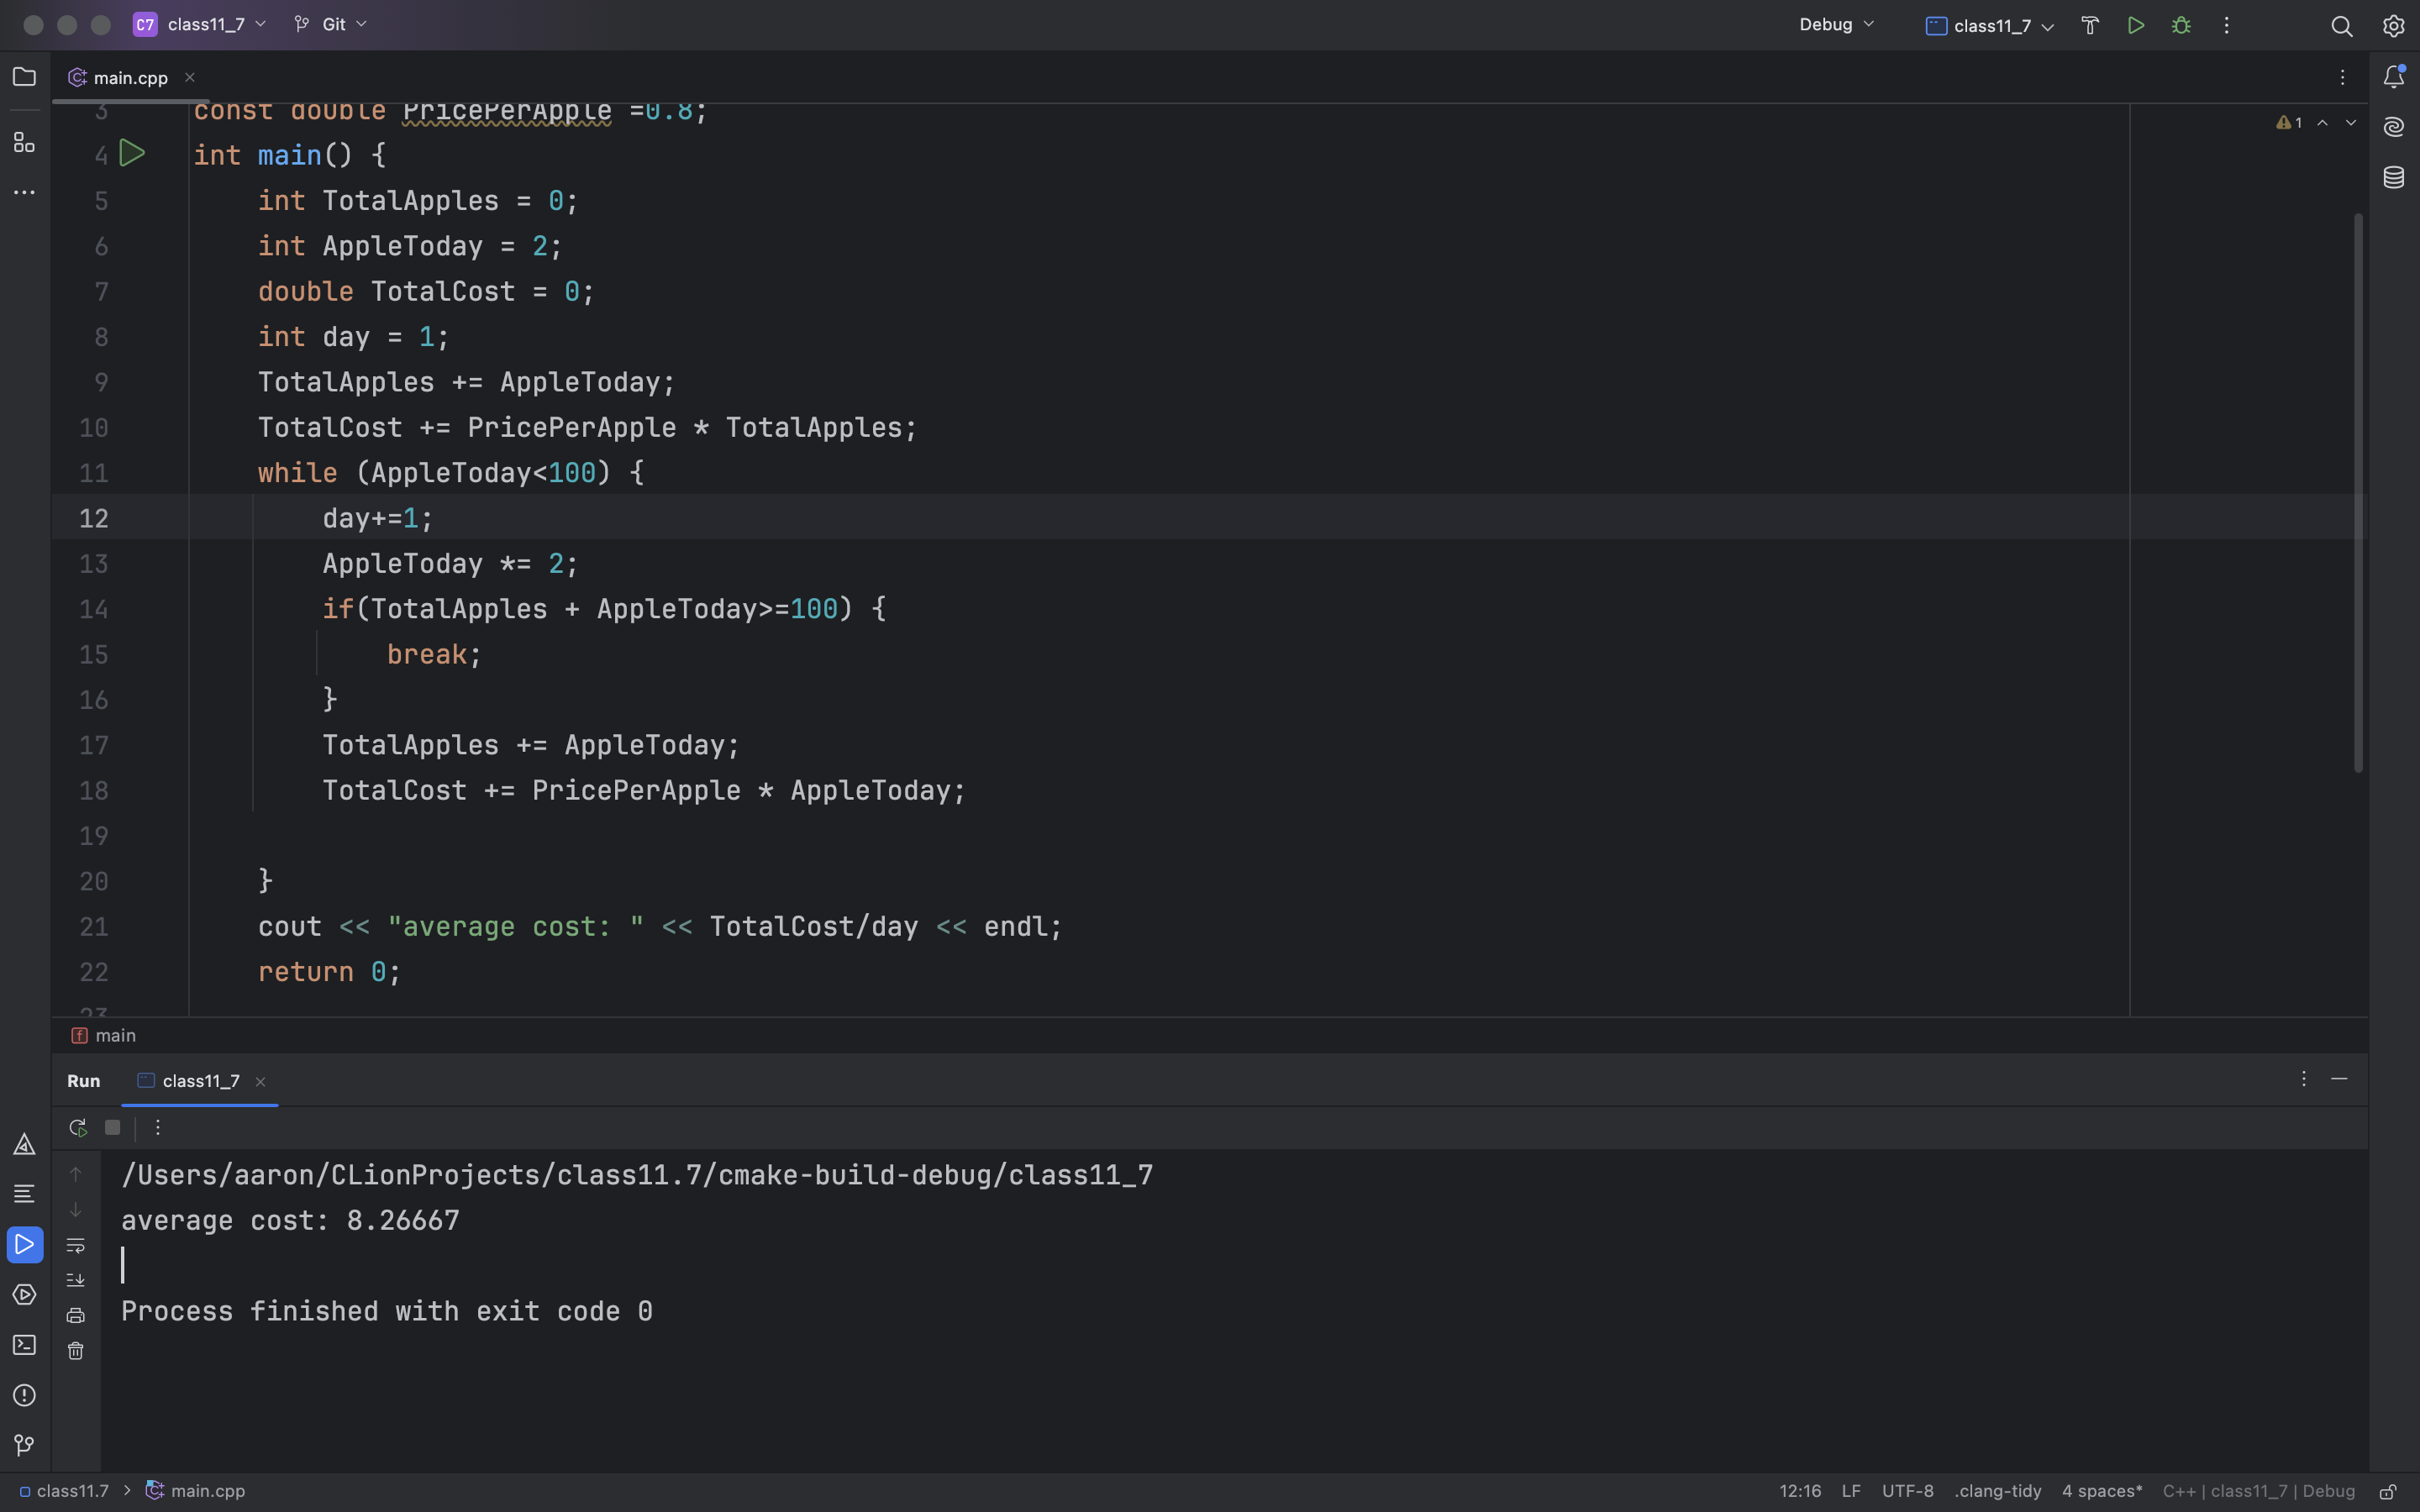 C7 class11_7 Git Debug class11_7
main.cpp
3 const double PricePerApple =0.8;
1
4 int main() {
5 int TotalApples = 0;
6 int AppleToday = 2;
7 double TotalCost = 0;
8 int day = 1;
9 TotalApples += AppleToday;
10 TotalCost += PricePerApple * TotalApples;
11 while (AppleToday<100) {
12 day+=1;
13 AppleToday *= 2;
14 if(TotalApples + AppleToday>=100) {
15 break;
16 }
17 TotalApples += AppleToday;
18 TotalCost += PricePerApple * AppleToday;
19
20 }
21 cout << "average cost: " << TotalCost/day << endl;
22 return 0;
23
f main
Run class11_7
/Users/aaron/CLionProjects/class11.7/cmake-build-debug/class11_7
average cost: 8.26667
Process finished with exit code 0
class11.7 > main.cpp 12:16 LF UTF-8 .clang-tidy 4 spaces* C++ | class11_7 | Debug